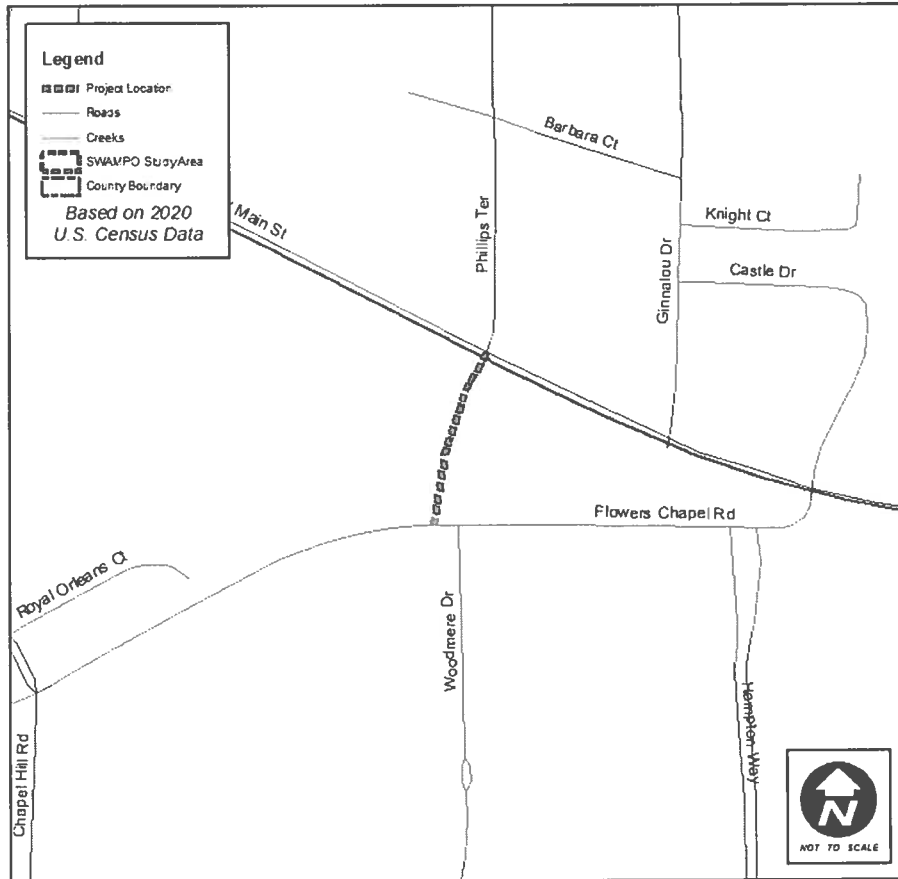 Legend
Project Location
Roads
Creeks
SWAMPO Study Area
County Boundary
Based on 2020
U.S. Census Data
Main St
Phillips Ter
Barbara Ct
Ginnalou Dr
Knight Ct
Castle Dr
Flowers Chapel Rd
Royal Orleans Ct
Woodmere Dr
Hampton Way
Chapel Hill Rd
N
NOT TO SCALE